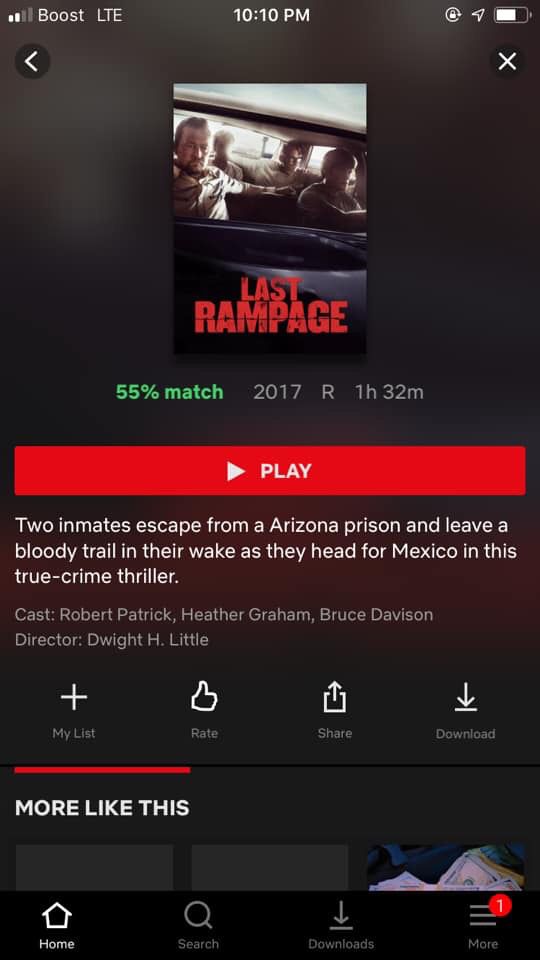 Boost LTE 10:10 PM
LAST
RAMPAGE
55% match 2017 R 1h 32m
PLAY
Two inmates escape from a Arizona prison and leave a
bloody trail in their wake as they head for Mexico in this
true-crime thriller.
Cast: Robert Patrick, Heather Graham, Bruce Davison
Director: Dwight H. Little
My List Rate Share Download
MORE LIKE THIS
1
Home Search Downloads More